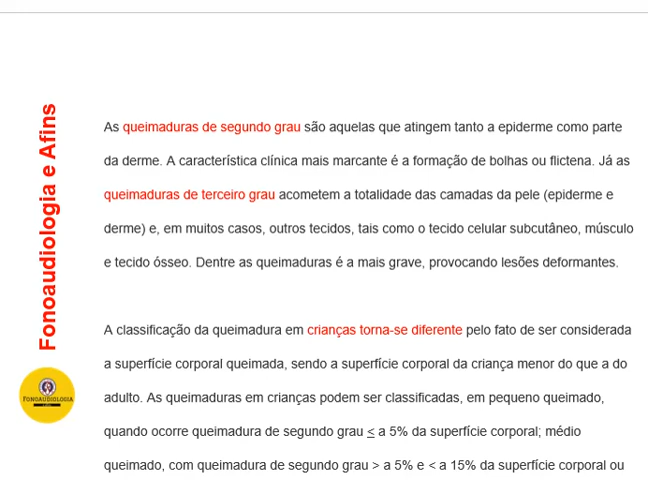 Fonoaudiologia e Afins
FONOAUDIOLOGIA
As queimaduras de segundo grau são aquelas que atingem tanto a epiderme como parte
da derme. A característica clínica mais marcante é a formação de bolhas ou flictena. Já as
queimaduras de terceiro grau acometem a totalidade das camadas da pele (epiderme e
derme) e, em muitos casos, outros tecidos, tais como o tecido celular subcutâneo, músculo
e tecido ósseo. Dentre as queimaduras é a mais grave, provocando lesões deformantes.
A classificação da queimadura em crianças torna-se diferente pelo fato de ser considerada
a superfície corporal queimada, sendo a superfície corporal da criança menor do que a do
adulto. As queimaduras em crianças podem ser classificadas, em pequeno queimado,
quando ocorre queimadura de segundo grau < a 5% da superfície corporal; médio
queimado, com queimadura de segundo grau > a 5% e < a 15% da superfície corporal ou